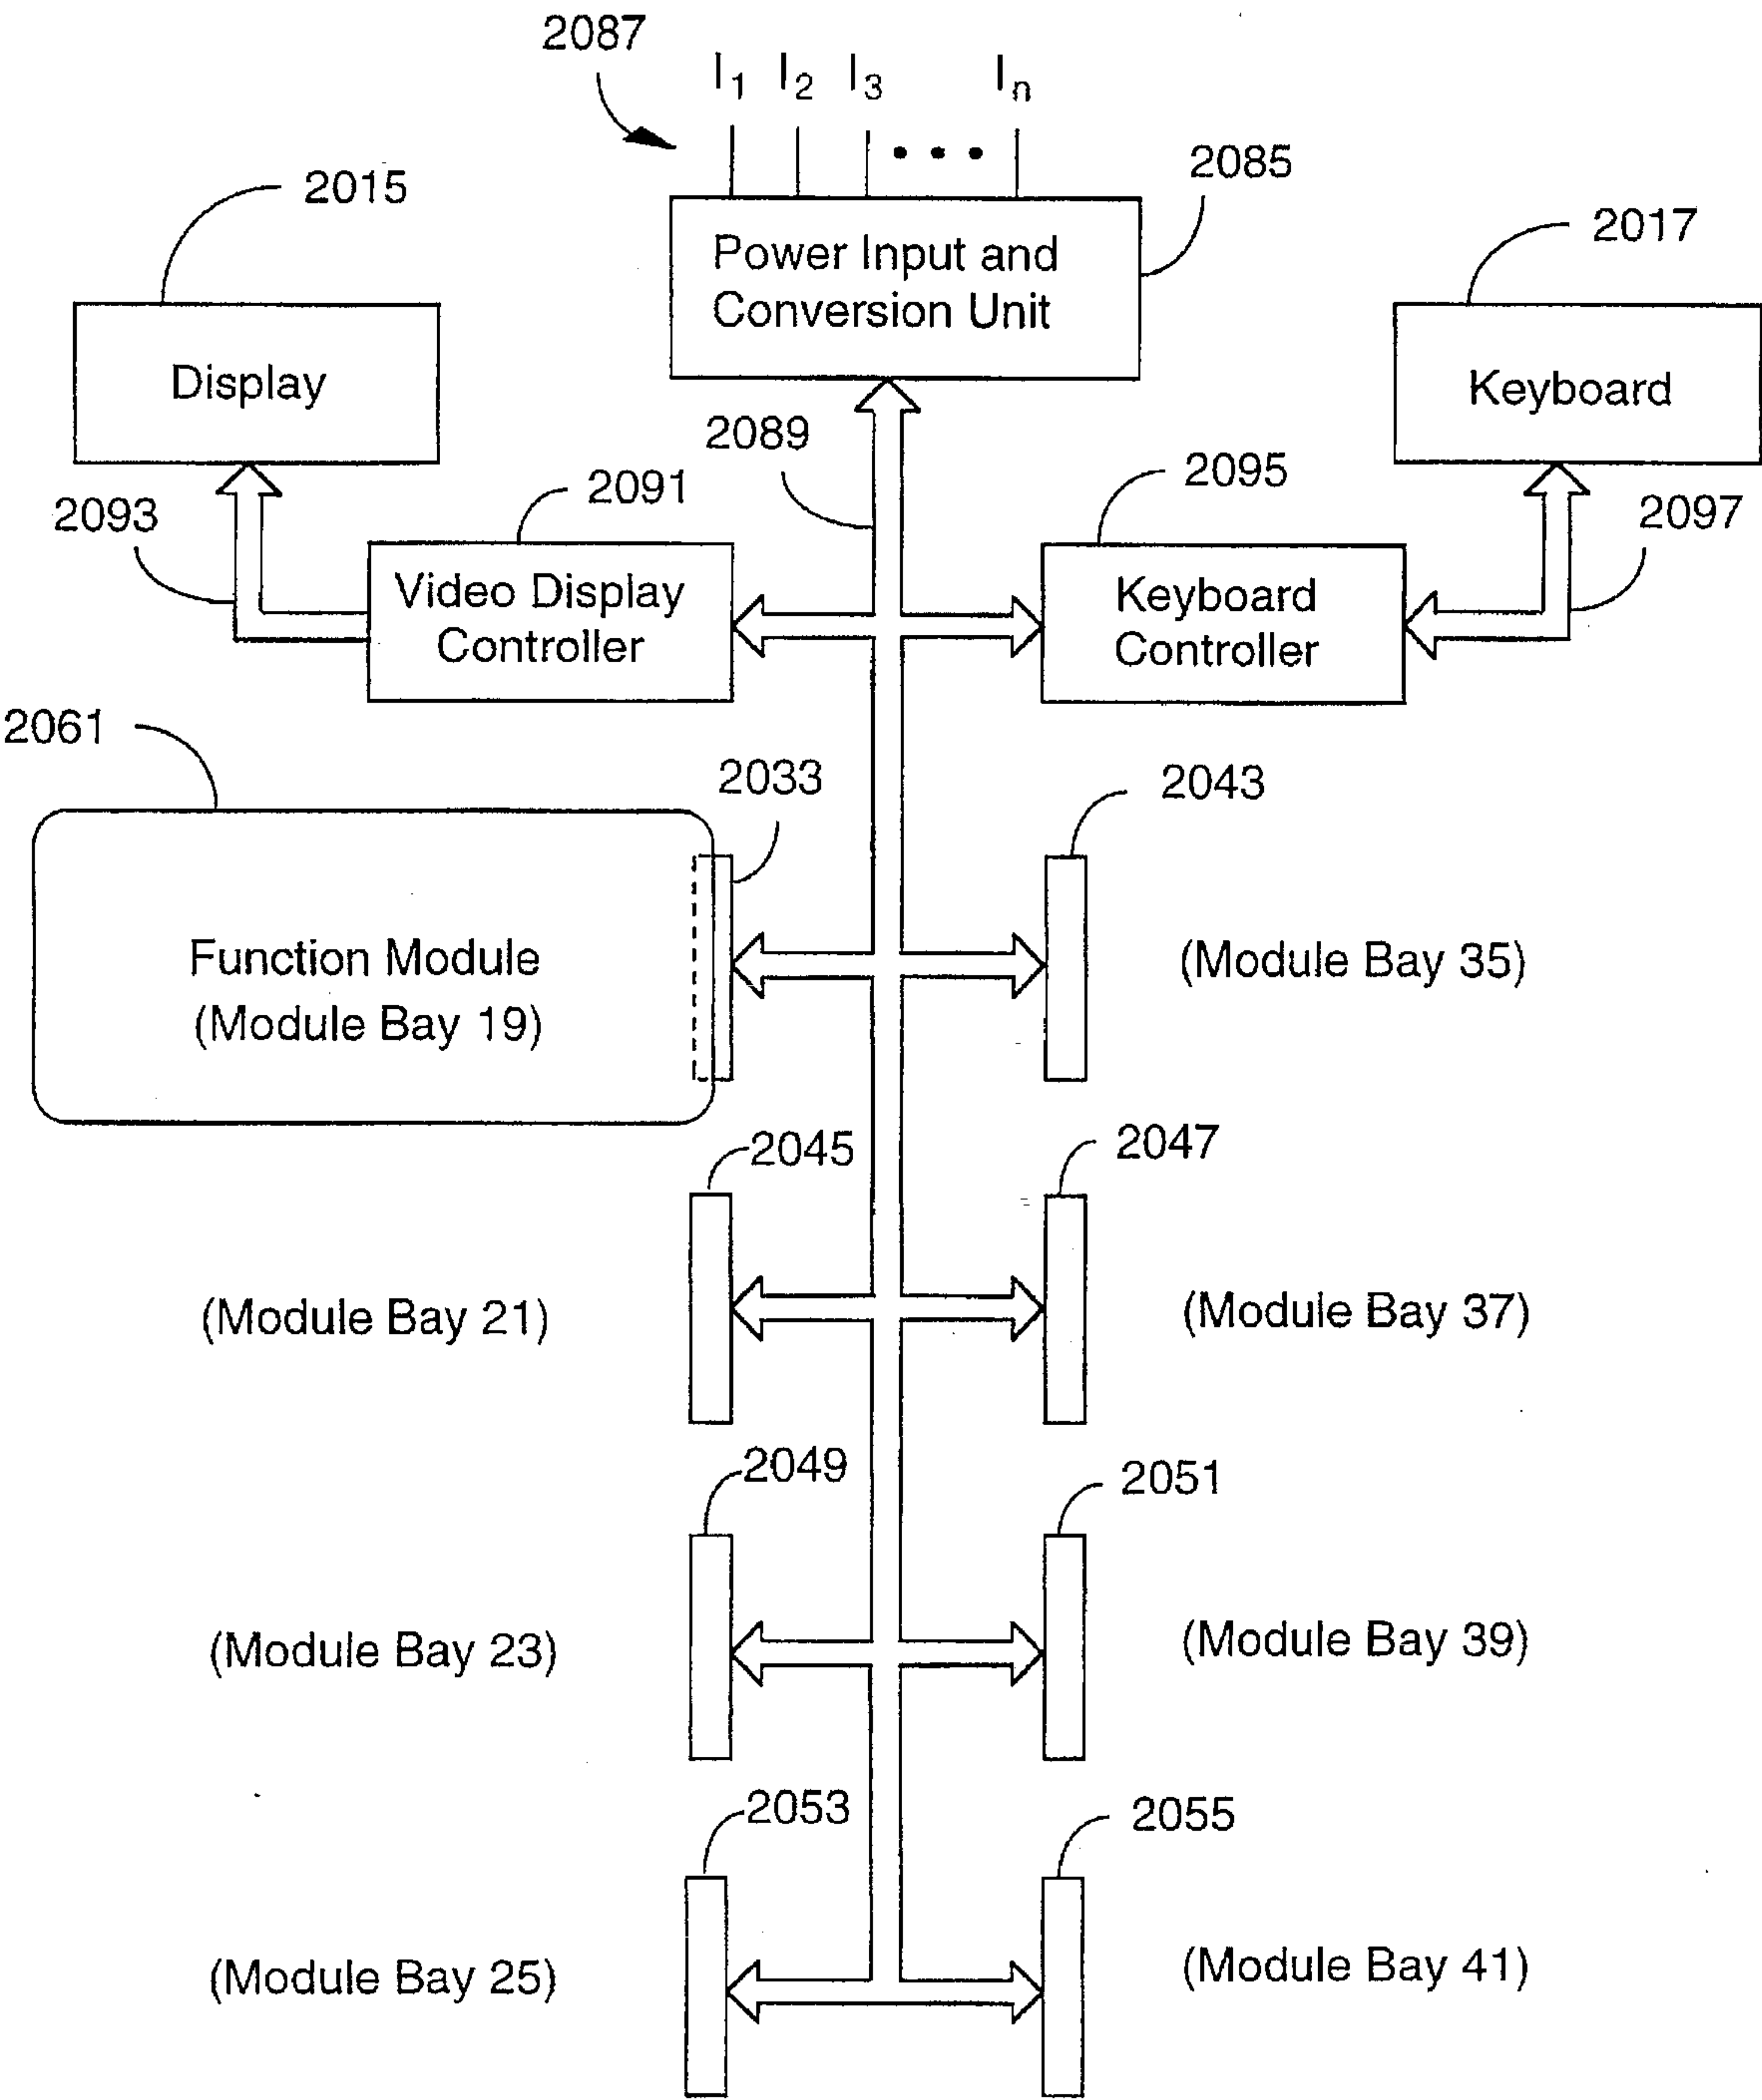 2087
I1 I2 I3 • • • In
2085
2015
2017
Power Input and
Conversion Unit
Display
Keyboard
2089
2091
2095
2093
2097
Video Display
Controller
Keyboard
Controller
2061
2033
2043
Function Module
(Module Bay 19)
(Module Bay 35)
2045
2047
(Module Bay 21)
(Module Bay 37)
2049
2051
(Module Bay 23)
(Module Bay 39)
2053
2055
(Module Bay 25)
(Module Bay 41)